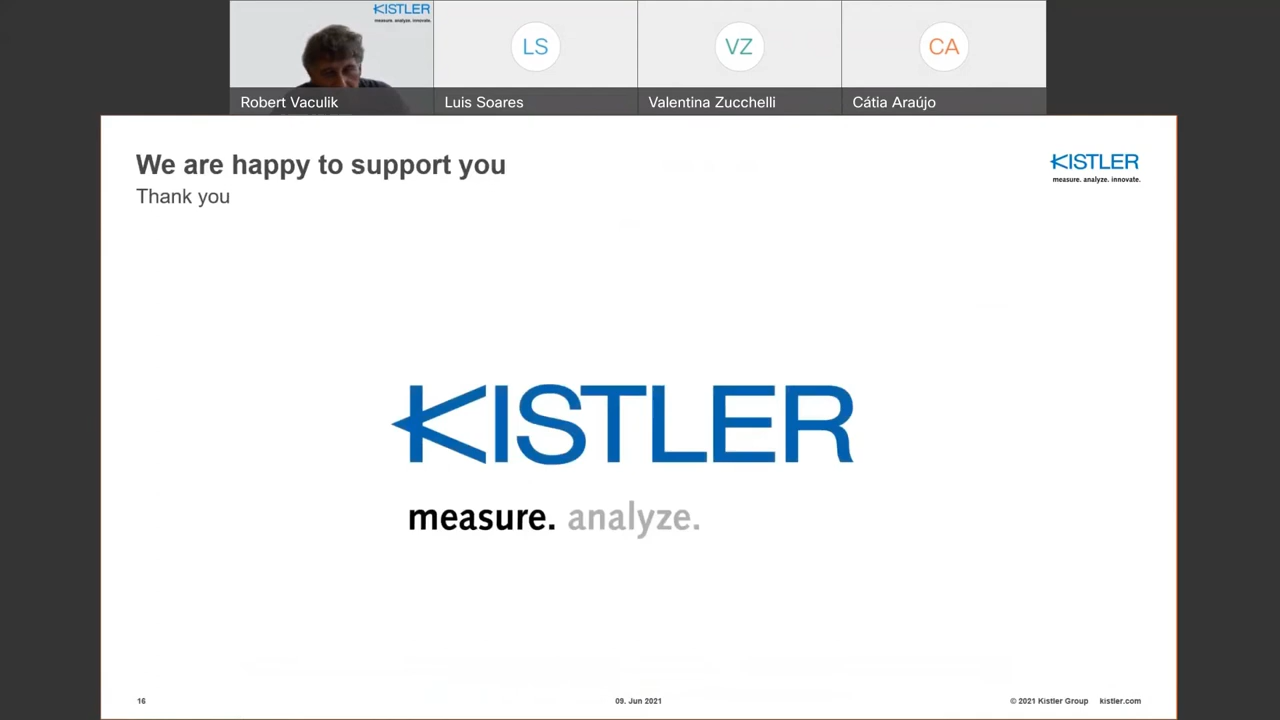 KISTLER
measure. analyze. innovate.
LS
VZ
CA
Robert Vaculik
Luis Soares
Valentina Zucchelli
Cátia Araújo
We are happy to support you
Thank you
KISTLER
measure. analyze. innovate.
KISTLER
measure. analyze.
16
09. Jun 2021
© 2021 Kistler Group kistler.com